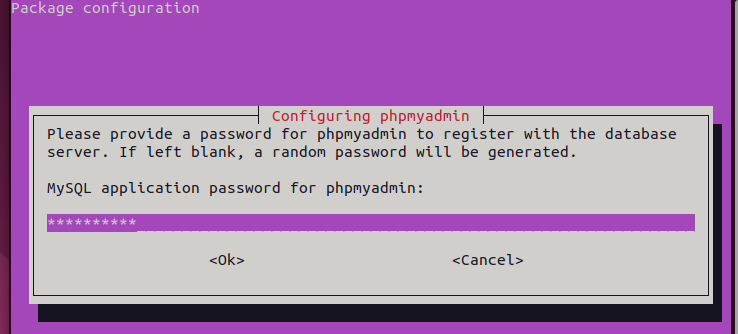 Package configuration
Configuring phpmyadmin
Please provide a password for phpmyadmin to register with the database
server. If left blank, a random password will be generated.
MySQL application password for phpmyadmin:
**********
<Ok> <Cancel>